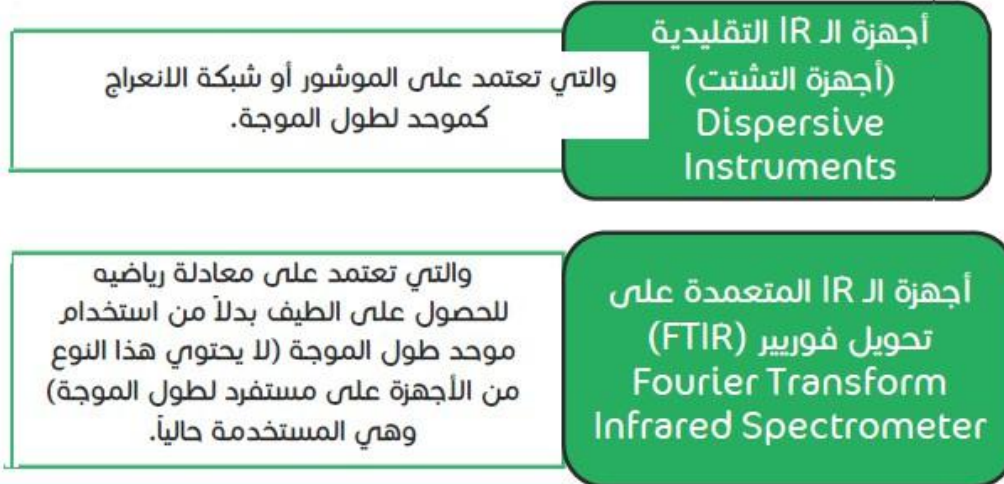 أجهزة الـ IR التقليدية
(أجهزة التشتت)
Dispersive
Instruments
والتي تعتمد على الموشور أو شبكة الانعراج
كموحد لطول الموجة.
أجهزة الـ IR المتعمدة على
تحويل فوريير (FTIR)
Fourier Transform
Infrared Spectrometer
والتي تعتمد على معادلة رياضيه
للحصول على الطيف بدلاً من استخدام
موحد طول الموجة (لا يحتوي هذا النوع
من الأجهزة على مستفرد لطول الموجة)
وهي المستخدمة حالياً.